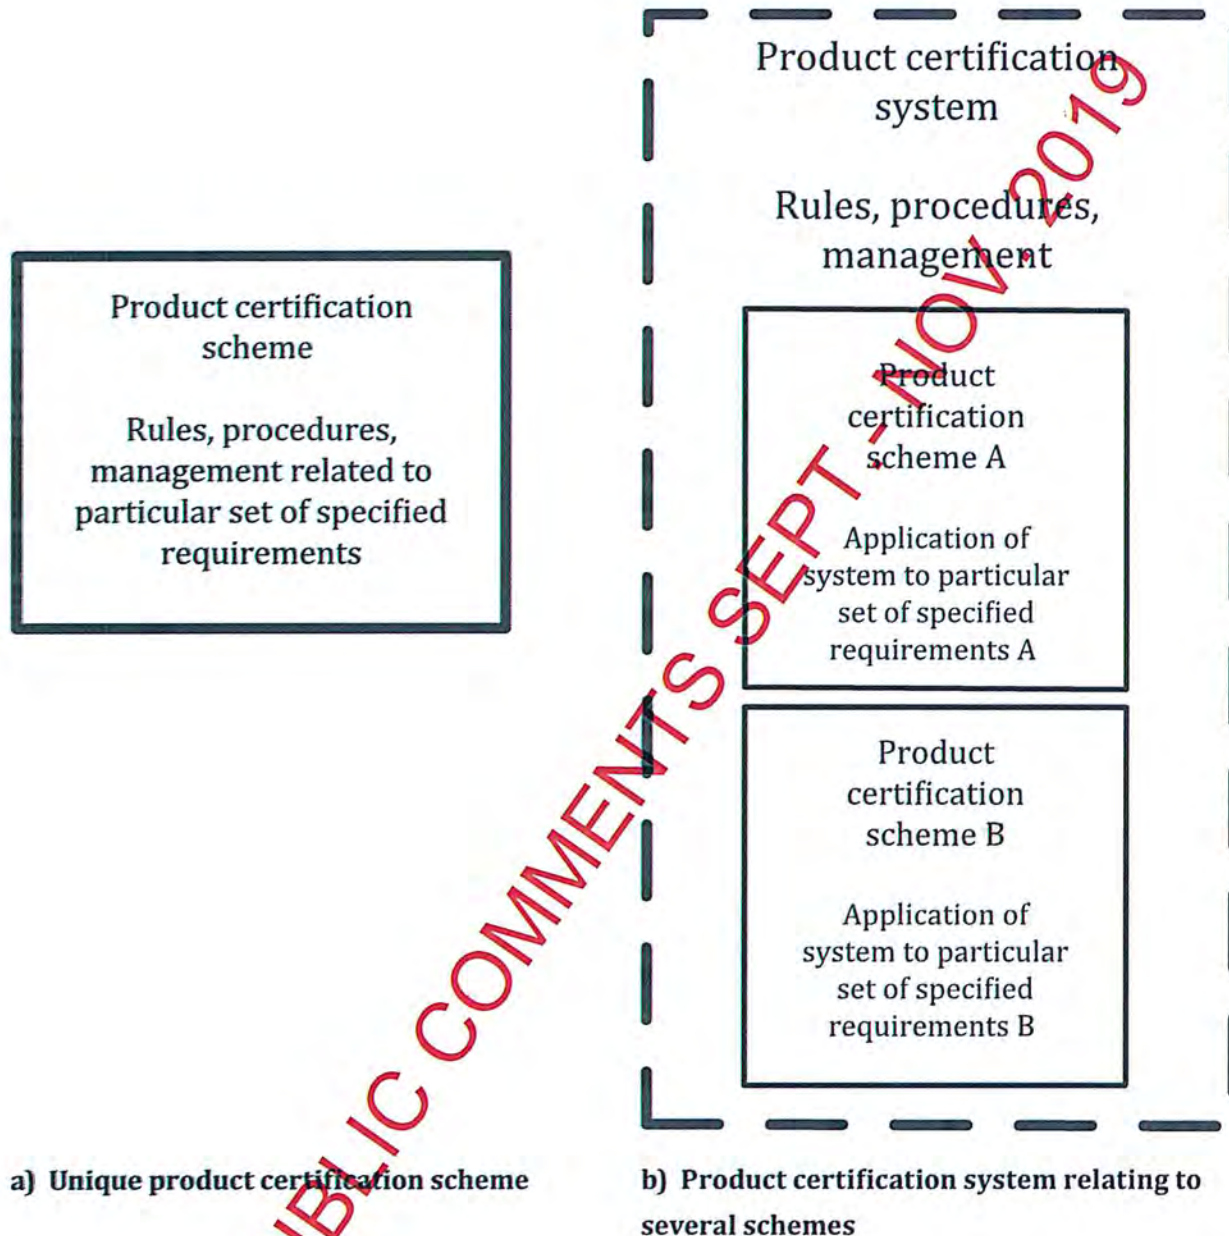 Product certification
scheme
Rules, procedures,
management related to
particular set of specified
requirements
a) Unique product certification scheme
Product certification
system
Rules, procedures,
management
Product
certification
scheme A
Application of
system to particular
set of specified
requirements A
Product
certification
scheme B
Application of
system to particular
set of specified
requirements B
b) Product certification system relating to
several schemes
COMMENTS SEPT - NOV. 2019